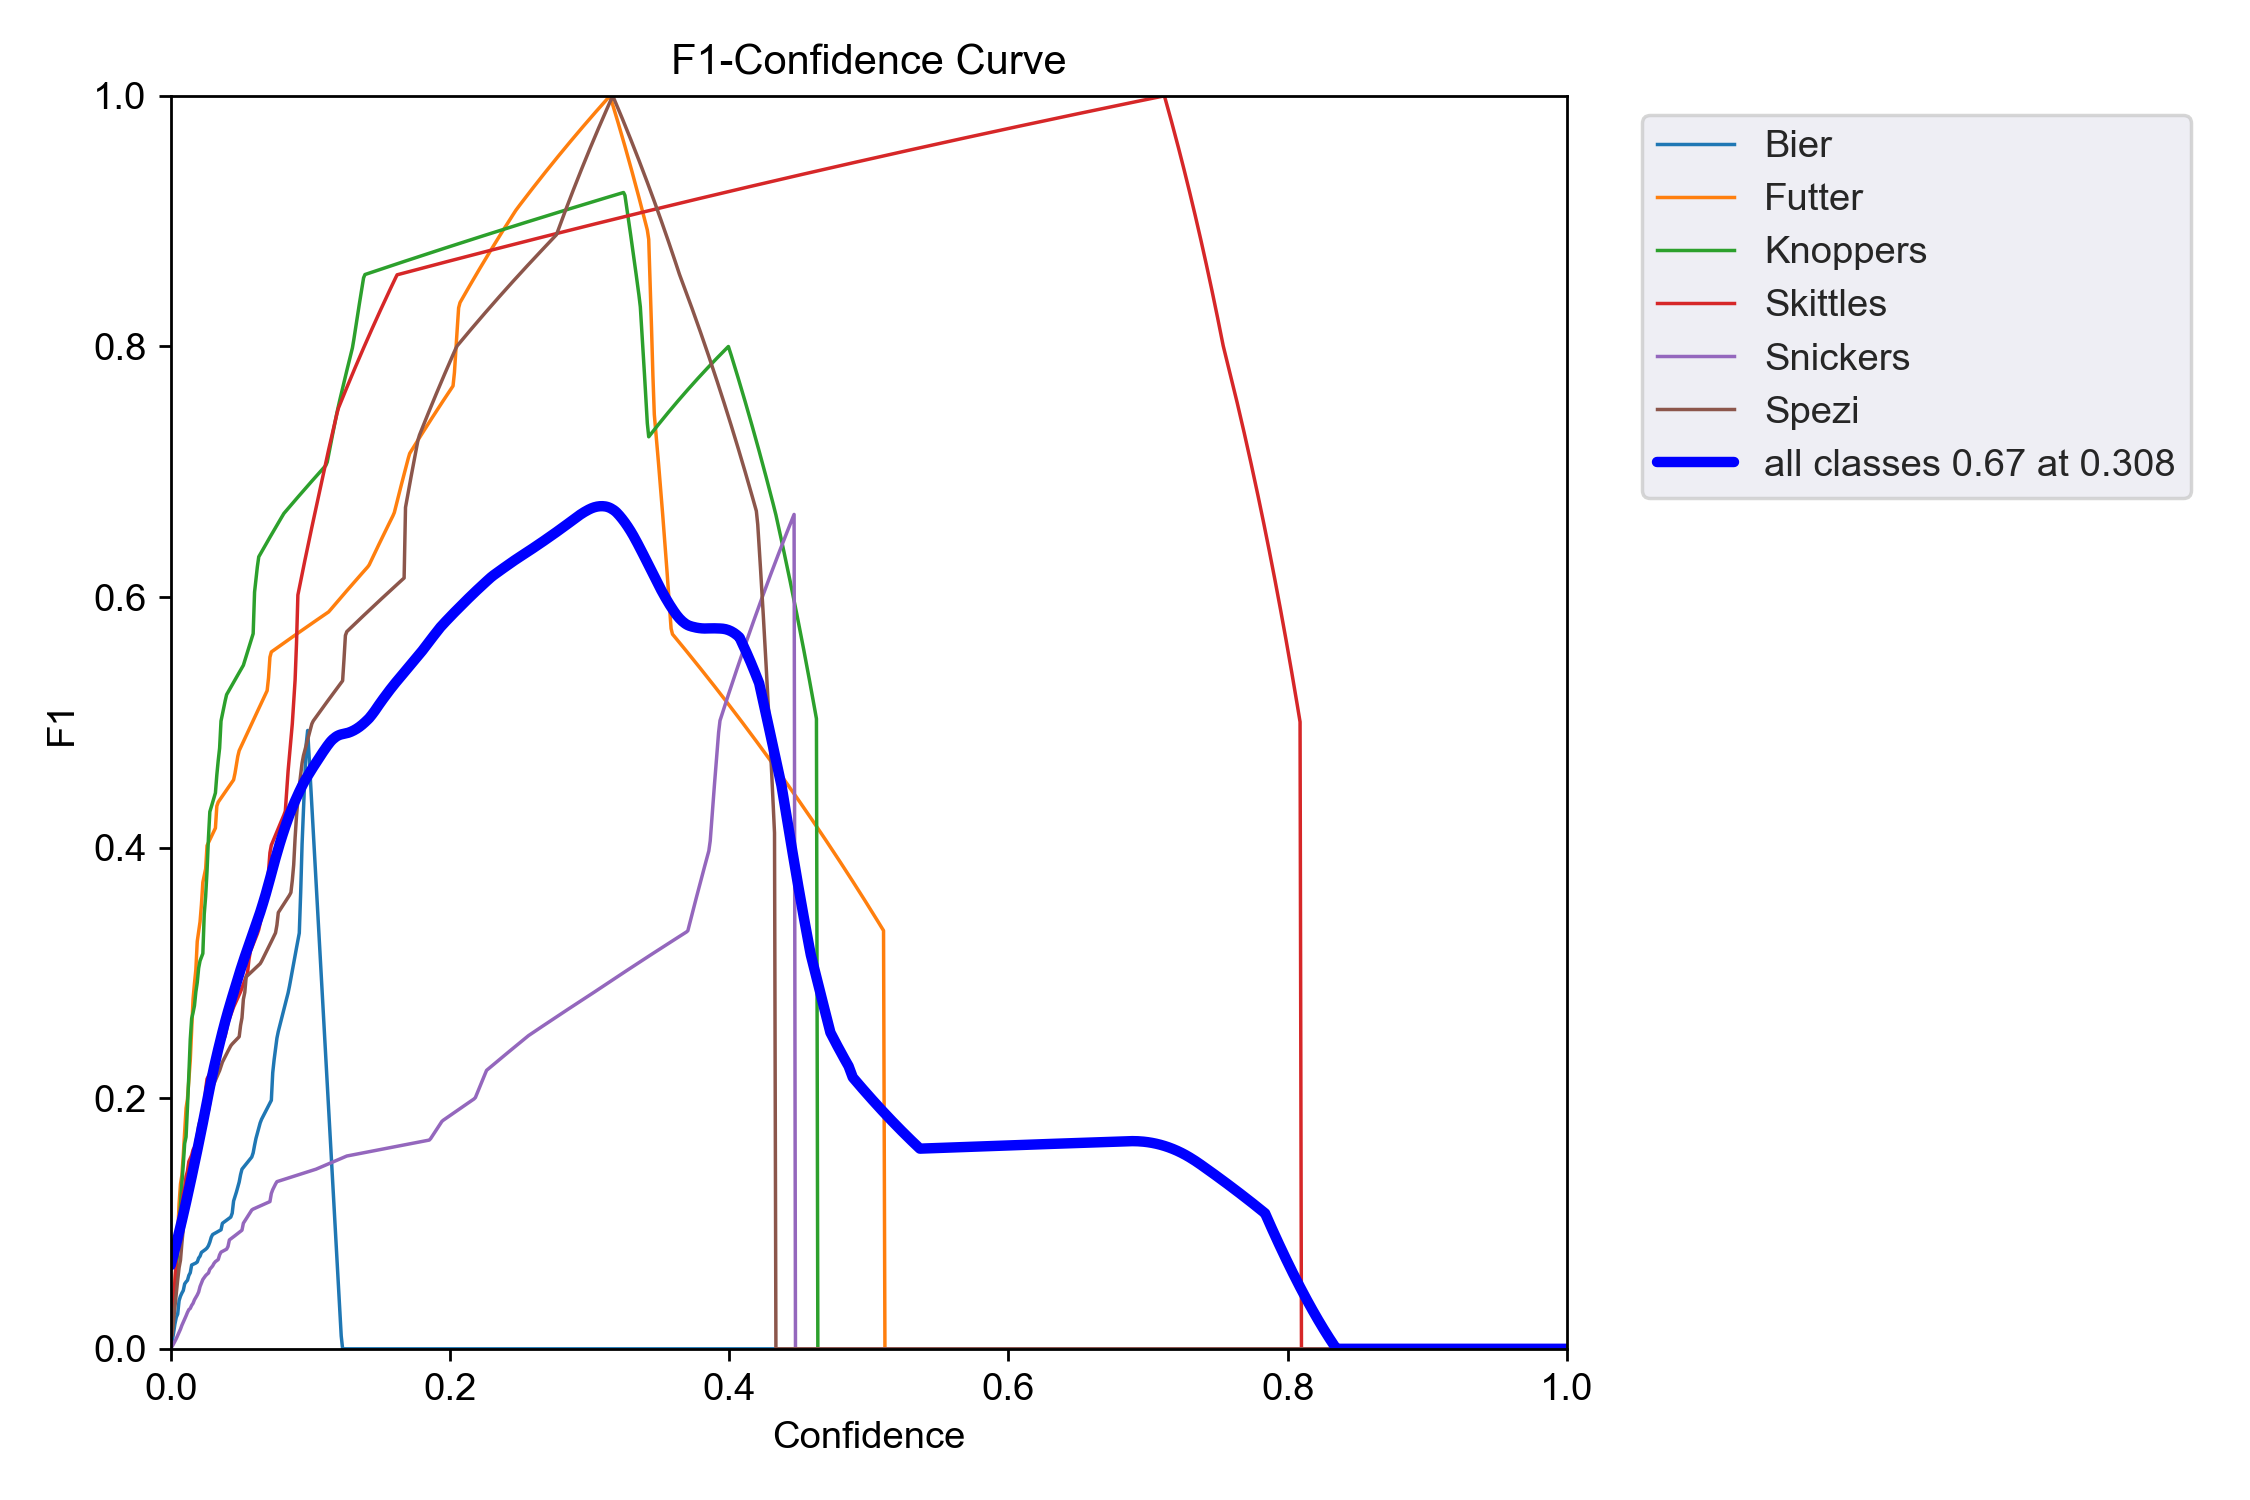 F1-Confidence Curve
1.0
0.8
0.6
0.4
0.2
0.0
F1
0.0 0.2 0.4 0.6 0.8 1.0
Confidence
Bier
Futter
Knoppers
Skittles
Snickers
Spezi
all classes 0.67 at 0.308